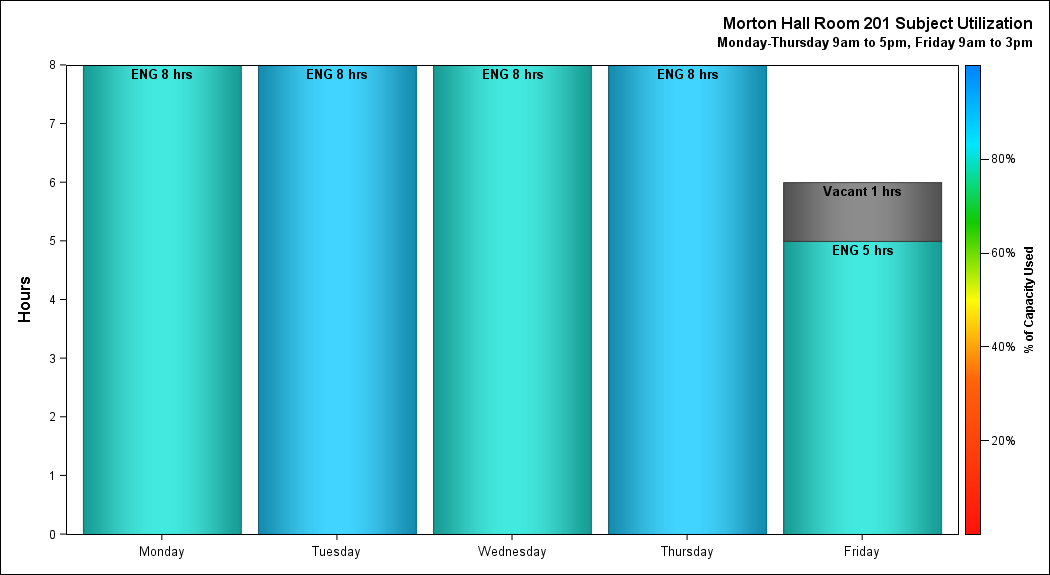 Morton Hall Room 201 Subject Utilization
Monday-Thursday 9am to 5pm, Friday 9am to 3pm
Hours
8
7
6
5
4
3
2
1
0
ENG 8 hrs
ENG 8 hrs
ENG 8 hrs
ENG 8 hrs
Vacant 1 hrs
ENG 5 hrs
Monday
Tuesday
Wednesday
Thursday
Friday
80%
60%
40%
20%
% of Capacity Used